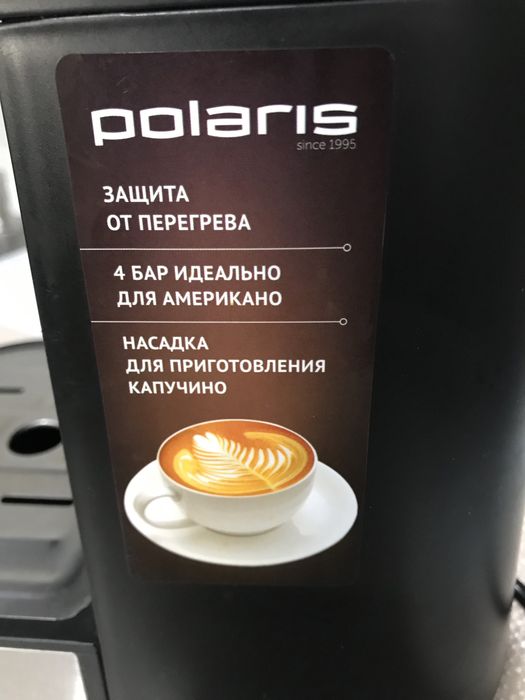 polaris
since 1995
ЗАЩИТА
ОТ ПЕРЕГРЕВА
4 БАР ИДЕАЛЬНО
ДЛЯ АМЕРИКАНО
НАСАДКА
ДЛЯ ПРИГОТОВЛЕНИЯ
КАПУЧИНО